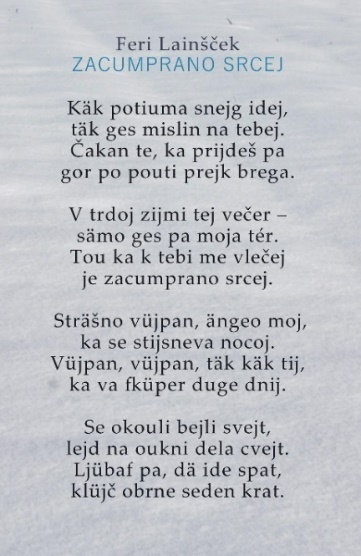 Feri Lainšček
ZACUMPRANO SRCEJ
Käk potiuma snejg idej,
täk ges mislin na tebej.
Čakan te, ka prijdeš pa
gor po pouti prejk brega.
V trdoj zijmi tej večer –
sämo ges pa moja tér.
Tou ka k tebi me vlečej
je zacumprano srcej.
Sträšno vüjpan, ängeo moj,
ka se stijsneva nocoj.
Vüjpan, vüjpan, täk käk tij,
ka va fküper duge dnij.
Se okouli bejli svejt,
lejd na oukni dela cvejt.
Ljübaf pa, dä ide spat,
klüjč obrne seden krat.